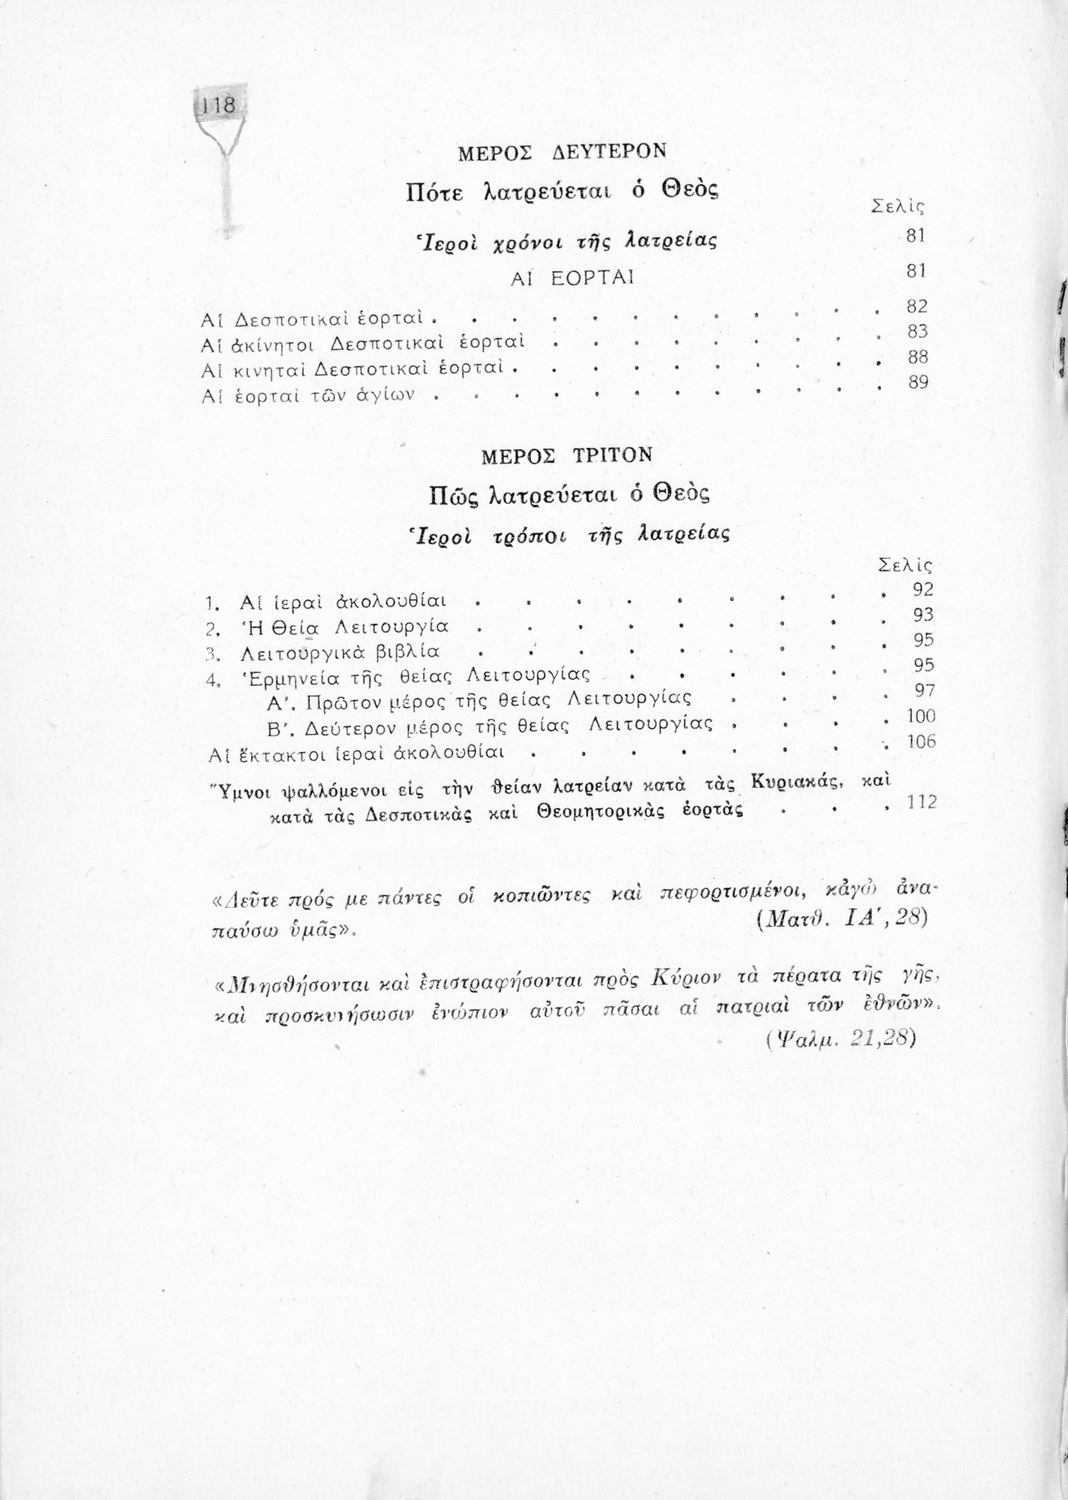 118
ΜΕΡΟΣ ΔΕΥΤΕΡΟΝ
Πότε λατρεύεται ὁ Θεὸς
Σελὶς
Ἱεροὶ χρόνοι τῆς λατρείας 81
ΑΙ ΕΟΡΤΑΙ 81
Αἱ Δεσποτικαὶ ἑορταὶ . . . . . . . . . . . . 82
Αἱ ἀκίνητοι Δεσποτικαὶ ἑορταὶ . . . . . . . . . 83
Αἱ κινηταὶ Δεσποτικαὶ ἑορταὶ . . . . . . . . . . 88
Αἱ ἑορταὶ τῶν ἁγίων . . . . . . . . . . . . 89
ΜΕΡΟΣ ΤΡΙΤΟΝ
Πῶς λατρεύεται ὁ Θεὸς
Ἱεροὶ τρόποι τῆς λατρείας
Σελὶς
1. Αἱ ἱεραὶ ἀκολουθίαι . . . . . . . . . 92
2. Ἡ Θεία Λειτουργία . . . . . . . . . 93
3. Λειτουργικὰ βιβλία . . . . . . . . . 95
4. Ἑρμηνεία τῆς θείας Λειτουργίας . . . . . . . 95
Α'. Πρῶτον μέρος τῆς θείας Λειτουργίας . . . . 97
Β'. Δεύτερον μέρος τῆς θείας Λειτουργίας . . . . 100
Αἱ ἔκτακτοι ἱεραὶ ἀκολουθίαι . . . . . . . . 106
Ὕμνοι ψαλλόμενοι εἰς τὴν θείαν λατρείαν κατὰ τὰς Κυριακάς, καὶ
κατὰ τὰς Δεσποτικὰς καὶ Θεομητορικὰς ἑορτὰς . . . 112
«Δεῦτε πρός με πάντες οἱ κοπιῶντες καὶ πεφορτισμένοι, κἀγὼ ἀνα-
παύσω ὑμᾶς». (Ματθ. ΙΑ', 28)
«Μνησθήσονται καὶ ἐπιστραφήσονται πρὸς Κύριον τὰ πέρατα τῆς γῆς,
καὶ προσκυνήσωσιν ἐνώπιον αὐτοῦ πᾶσαι αἱ πατριαὶ τῶν ἐθνῶν».
(Ψαλμ. 21,28)